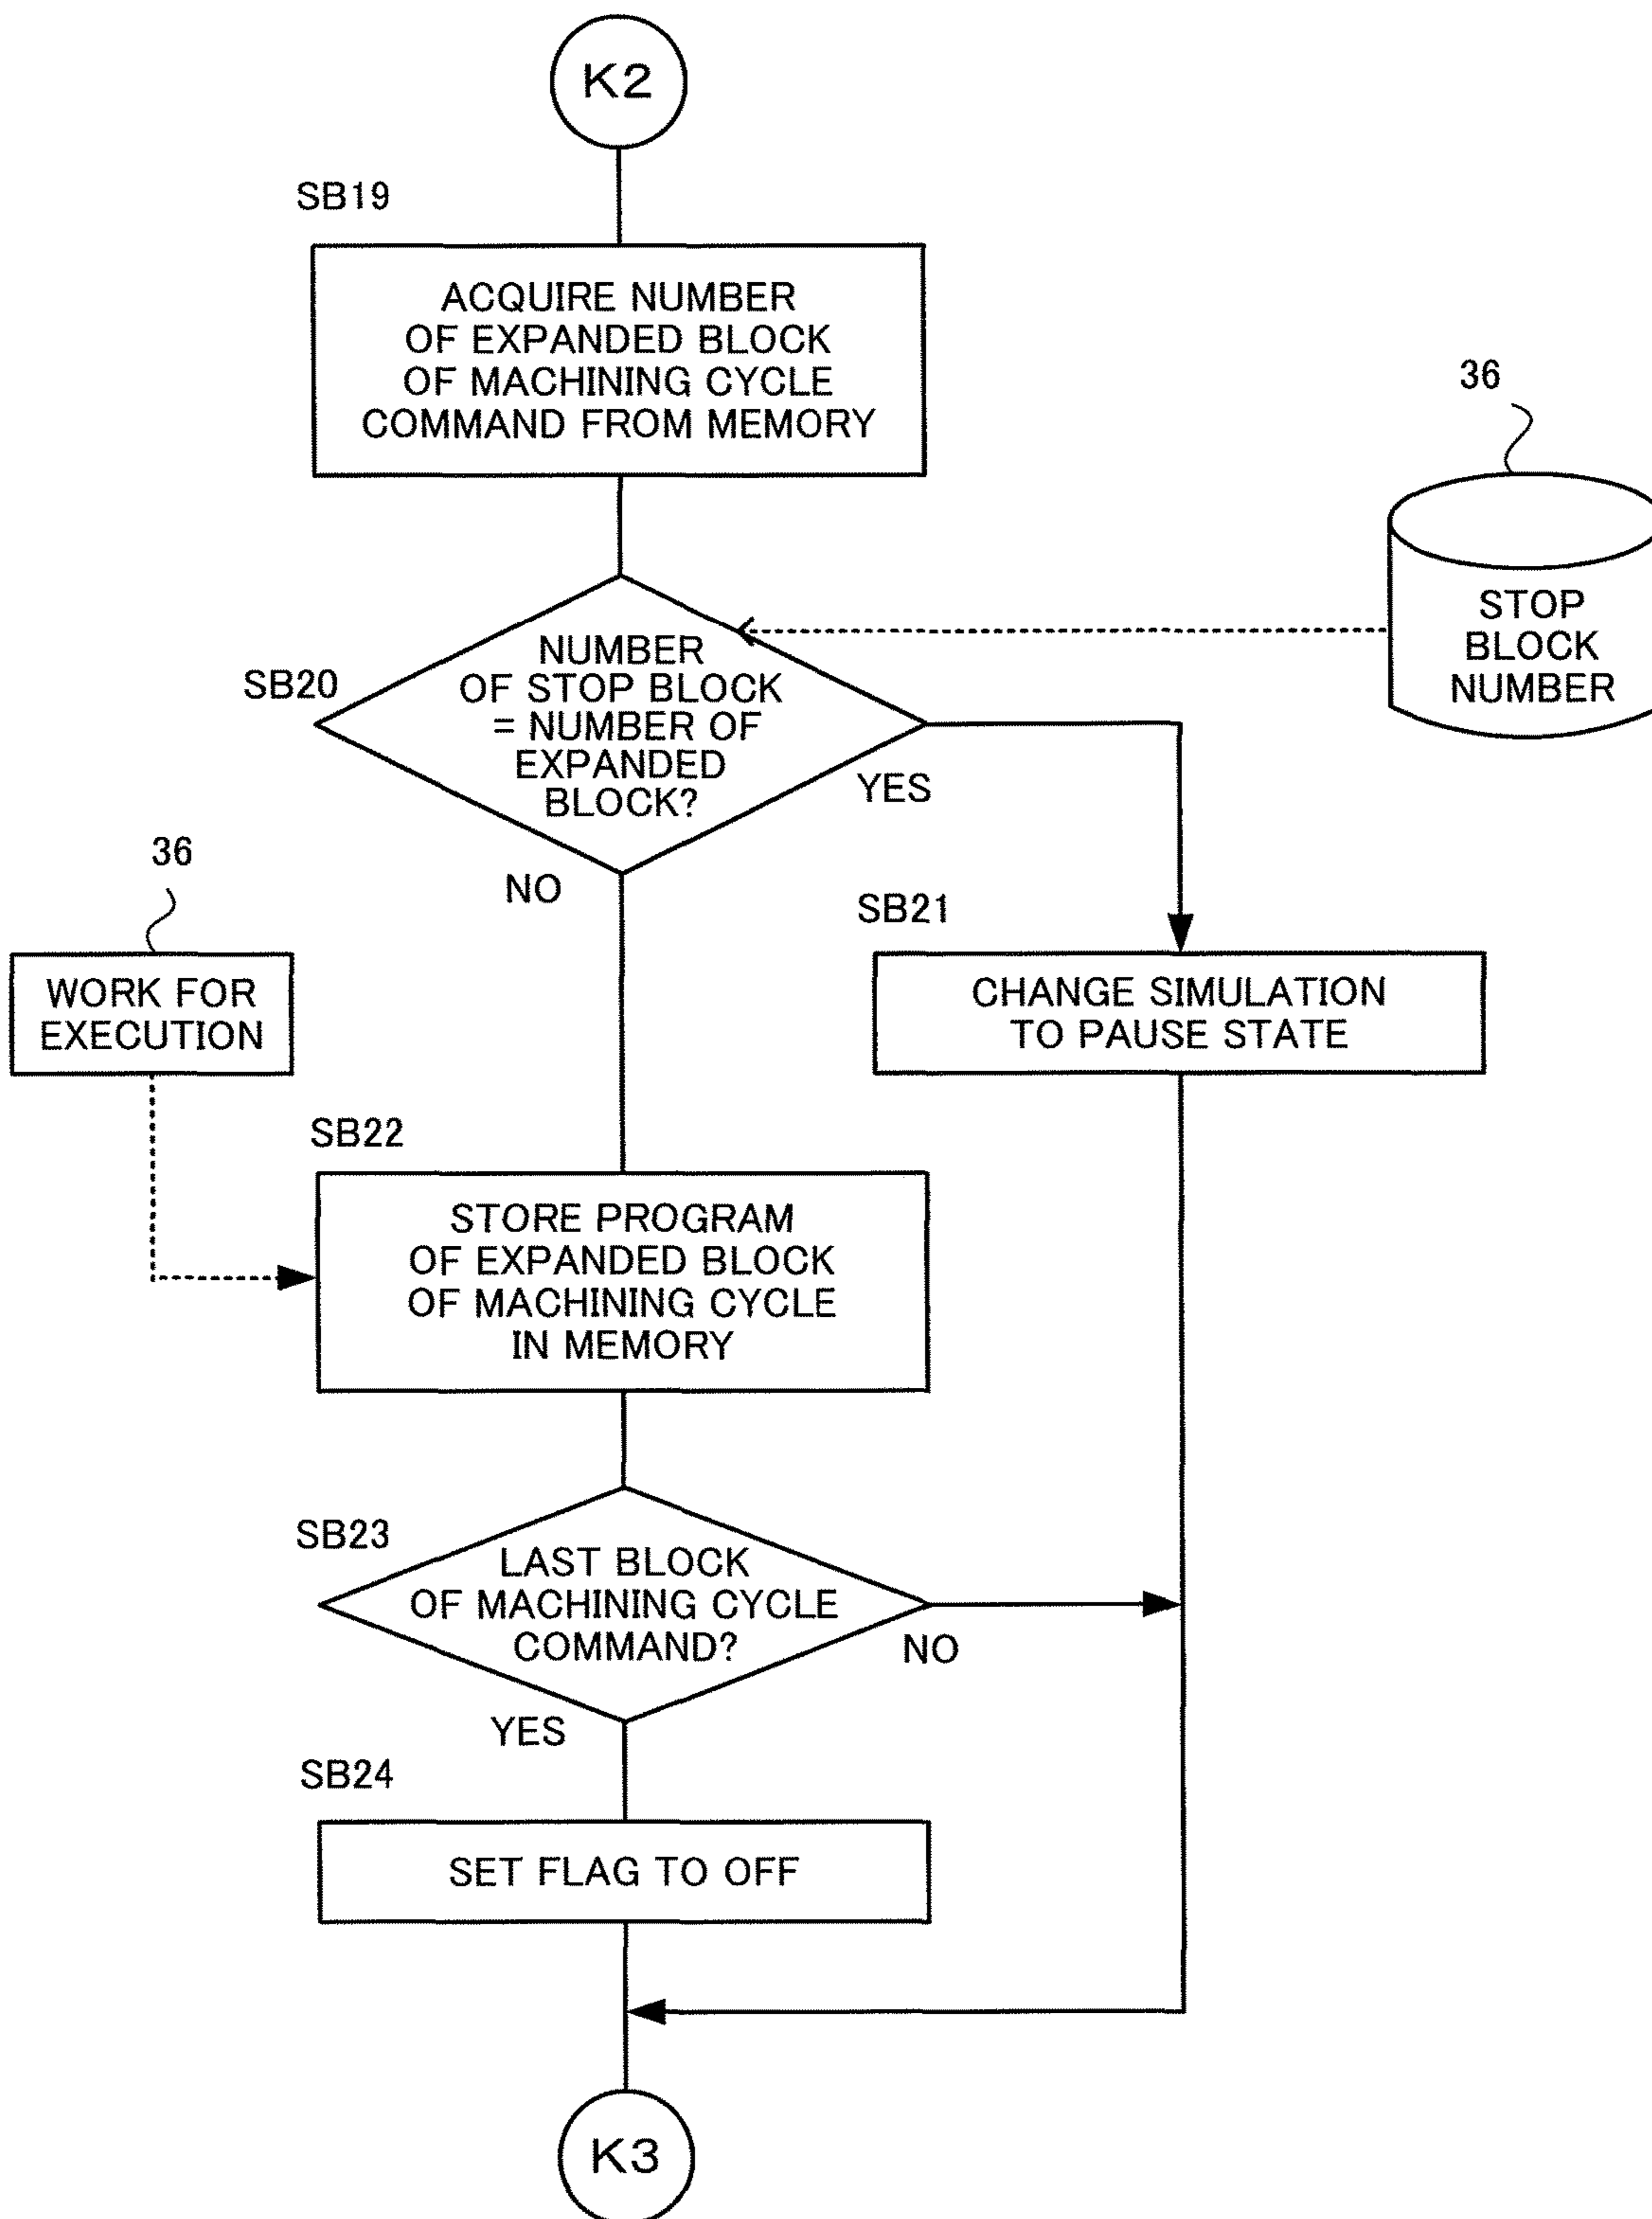 K2
SB19
ACQUIRE NUMBER
OF EXPANDED BLOCK
OF MACHINING CYCLE
COMMAND FROM MEMORY
36
STOP
BLOCK
NUMBER
SB20
NUMBER
OF STOP BLOCK
= NUMBER OF
EXPANDED
BLOCK?
YES
NO
36
WORK FOR
EXECUTION
SB21
CHANGE SIMULATION
TO PAUSE STATE
SB22
STORE PROGRAM
OF EXPANDED BLOCK
OF MACHINING CYCLE
IN MEMORY
SB23
LAST BLOCK
OF MACHINING CYCLE
COMMAND?
NO
YES
SB24
SET FLAG TO OFF
K3